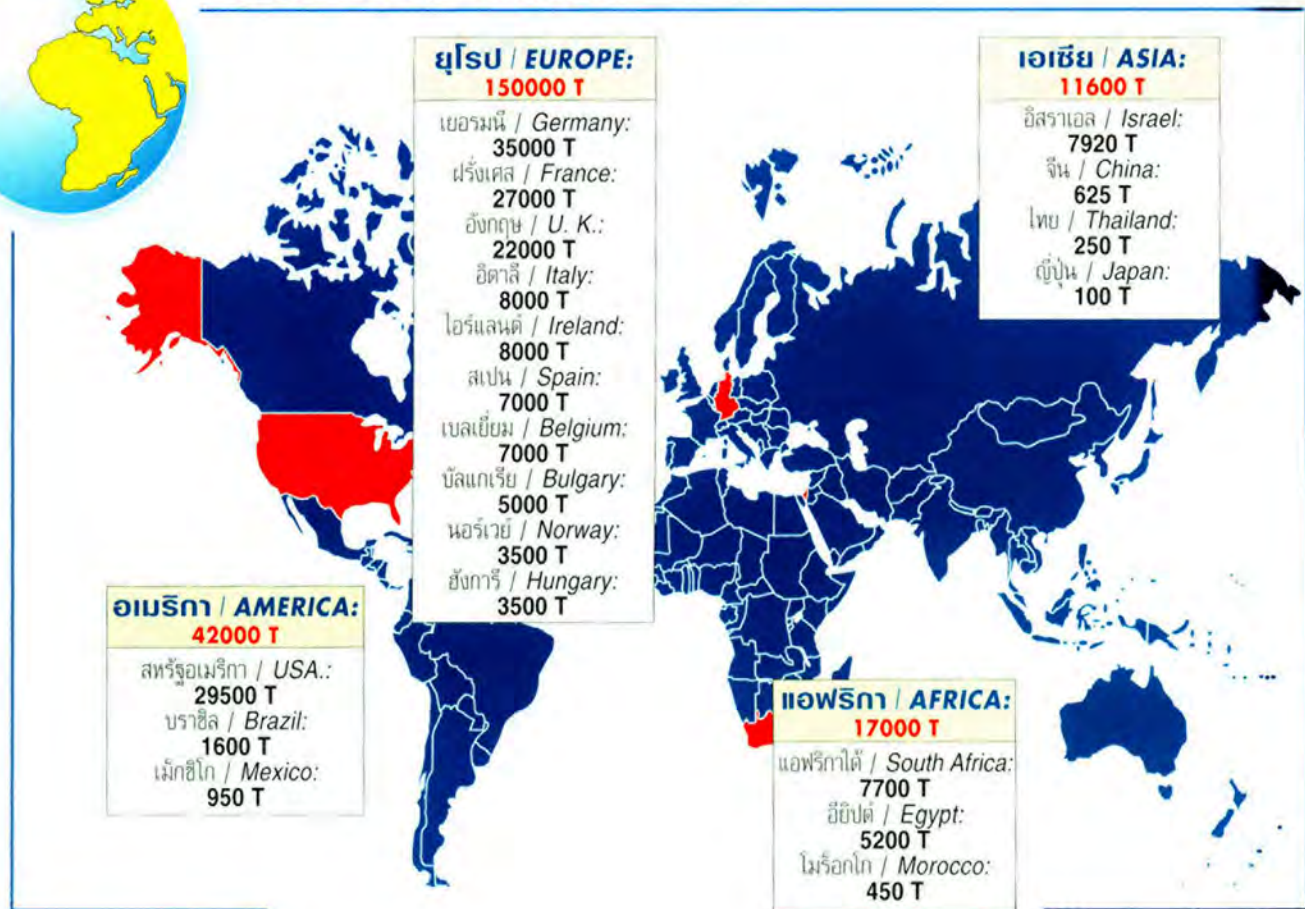 ยุโรป / EUROPE:
150000 T
เยอรมนี / Germany:
35000 T
ฝรั่งเศส / France:
27000 T
อังกฤษ / U. K.:
22000 T
อิตาลี / Italy:
8000 T
ไอร์แลนด์ / Ireland:
8000 T
สเปน / Spain:
7000 T
เบลเยี่ยม / Belgium:
7000 T
บัลแกเรีย / Bulgary:
5000 T
นอร์เวย์ / Norway:
3500 T
ฮังการี / Hungary:
3500 T
เอเซีย / ASIA:
11600 T
อิสราเอล / Israel:
7920 T
จีน / China:
625 T
ไทย / Thailand:
250 T
ญี่ปุ่น / Japan:
100 T
อเมริกา / AMERICA:
42000 T
สหรัฐอเมริกา / USA.:
29500 T
บราซิล / Brazil:
1600 T
เม็กซิโก / Mexico:
950 T
แอฟริกา / AFRICA:
17000 T
แอฟริกาใต้ / South Africa:
7700 T
อียิปต์ / Egypt:
5200 T
โมร็อกโก / Morocco:
450 T